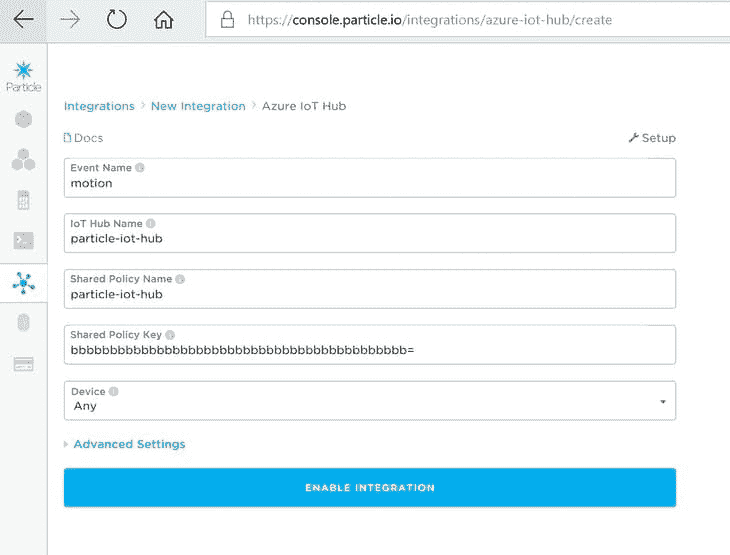 https://console.particle.io/integrations/azure-iot-hub/create
Particle
Integrations > New Integration > Azure IoT Hub
Docs
Setup
Event Name
motion
IoT Hub Name
particle-iot-hub
Shared Policy Name
particle-iot-hub
Shared Policy Key
bbbbbbbbbbbbbbbbbbbbbbbbbbbbbbbbbbbbbbbbbbb=
Device
Any
Advanced Settings
ENABLE INTEGRATION